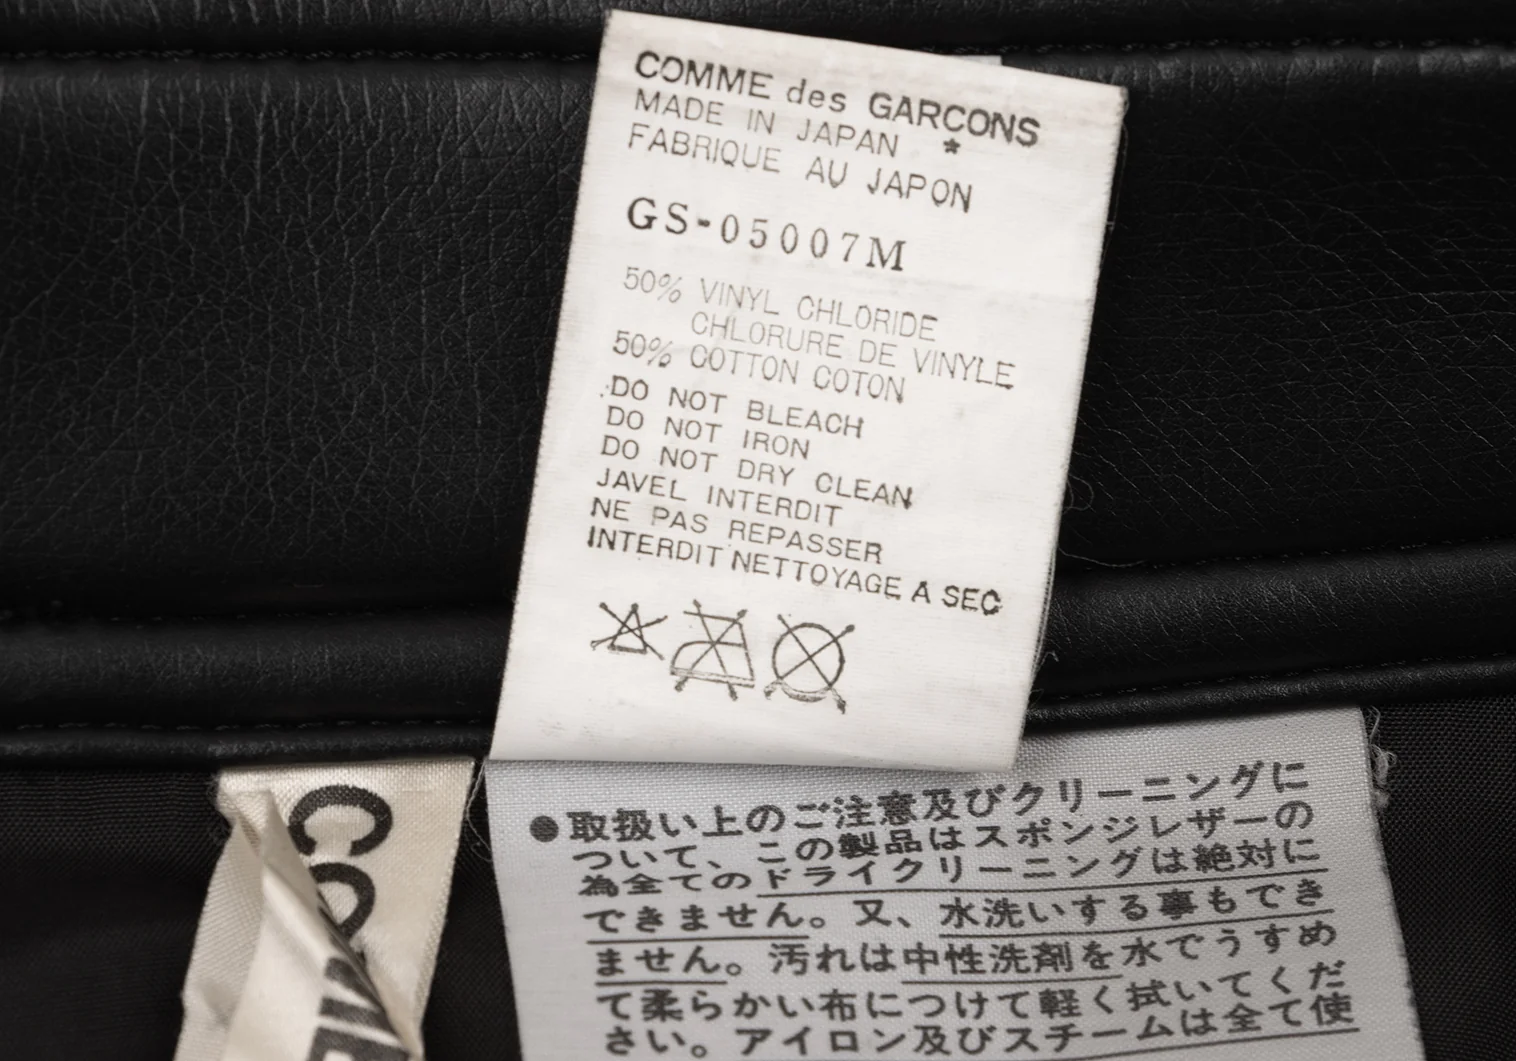 COMME des GARCONS
MADE IN JAPAN *
FABRIQUE AU JAPON
GS-05007M
50% VINYL CHLORIDE
CHLORURE DE VINYLE
50% COTTON COTON
DO NOT BLEACH
DO NOT IRON
DO NOT DRY CLEAN
JAVEL INTERDIT
NE PAS REPASSER
INTERDIT NETTOYAGE A SEC
●取扱い上のご注意及びクリーニングに
ついて、この製品はスポンジレザーの
為全てのドライクリーニングは絶対に
できません。又、水洗いする事もでき
ません。汚れは中性洗剤を水でうすめ
て柔らかい布につけて軽く拭いてくだ
さい。アイロン及びスチームは全て使